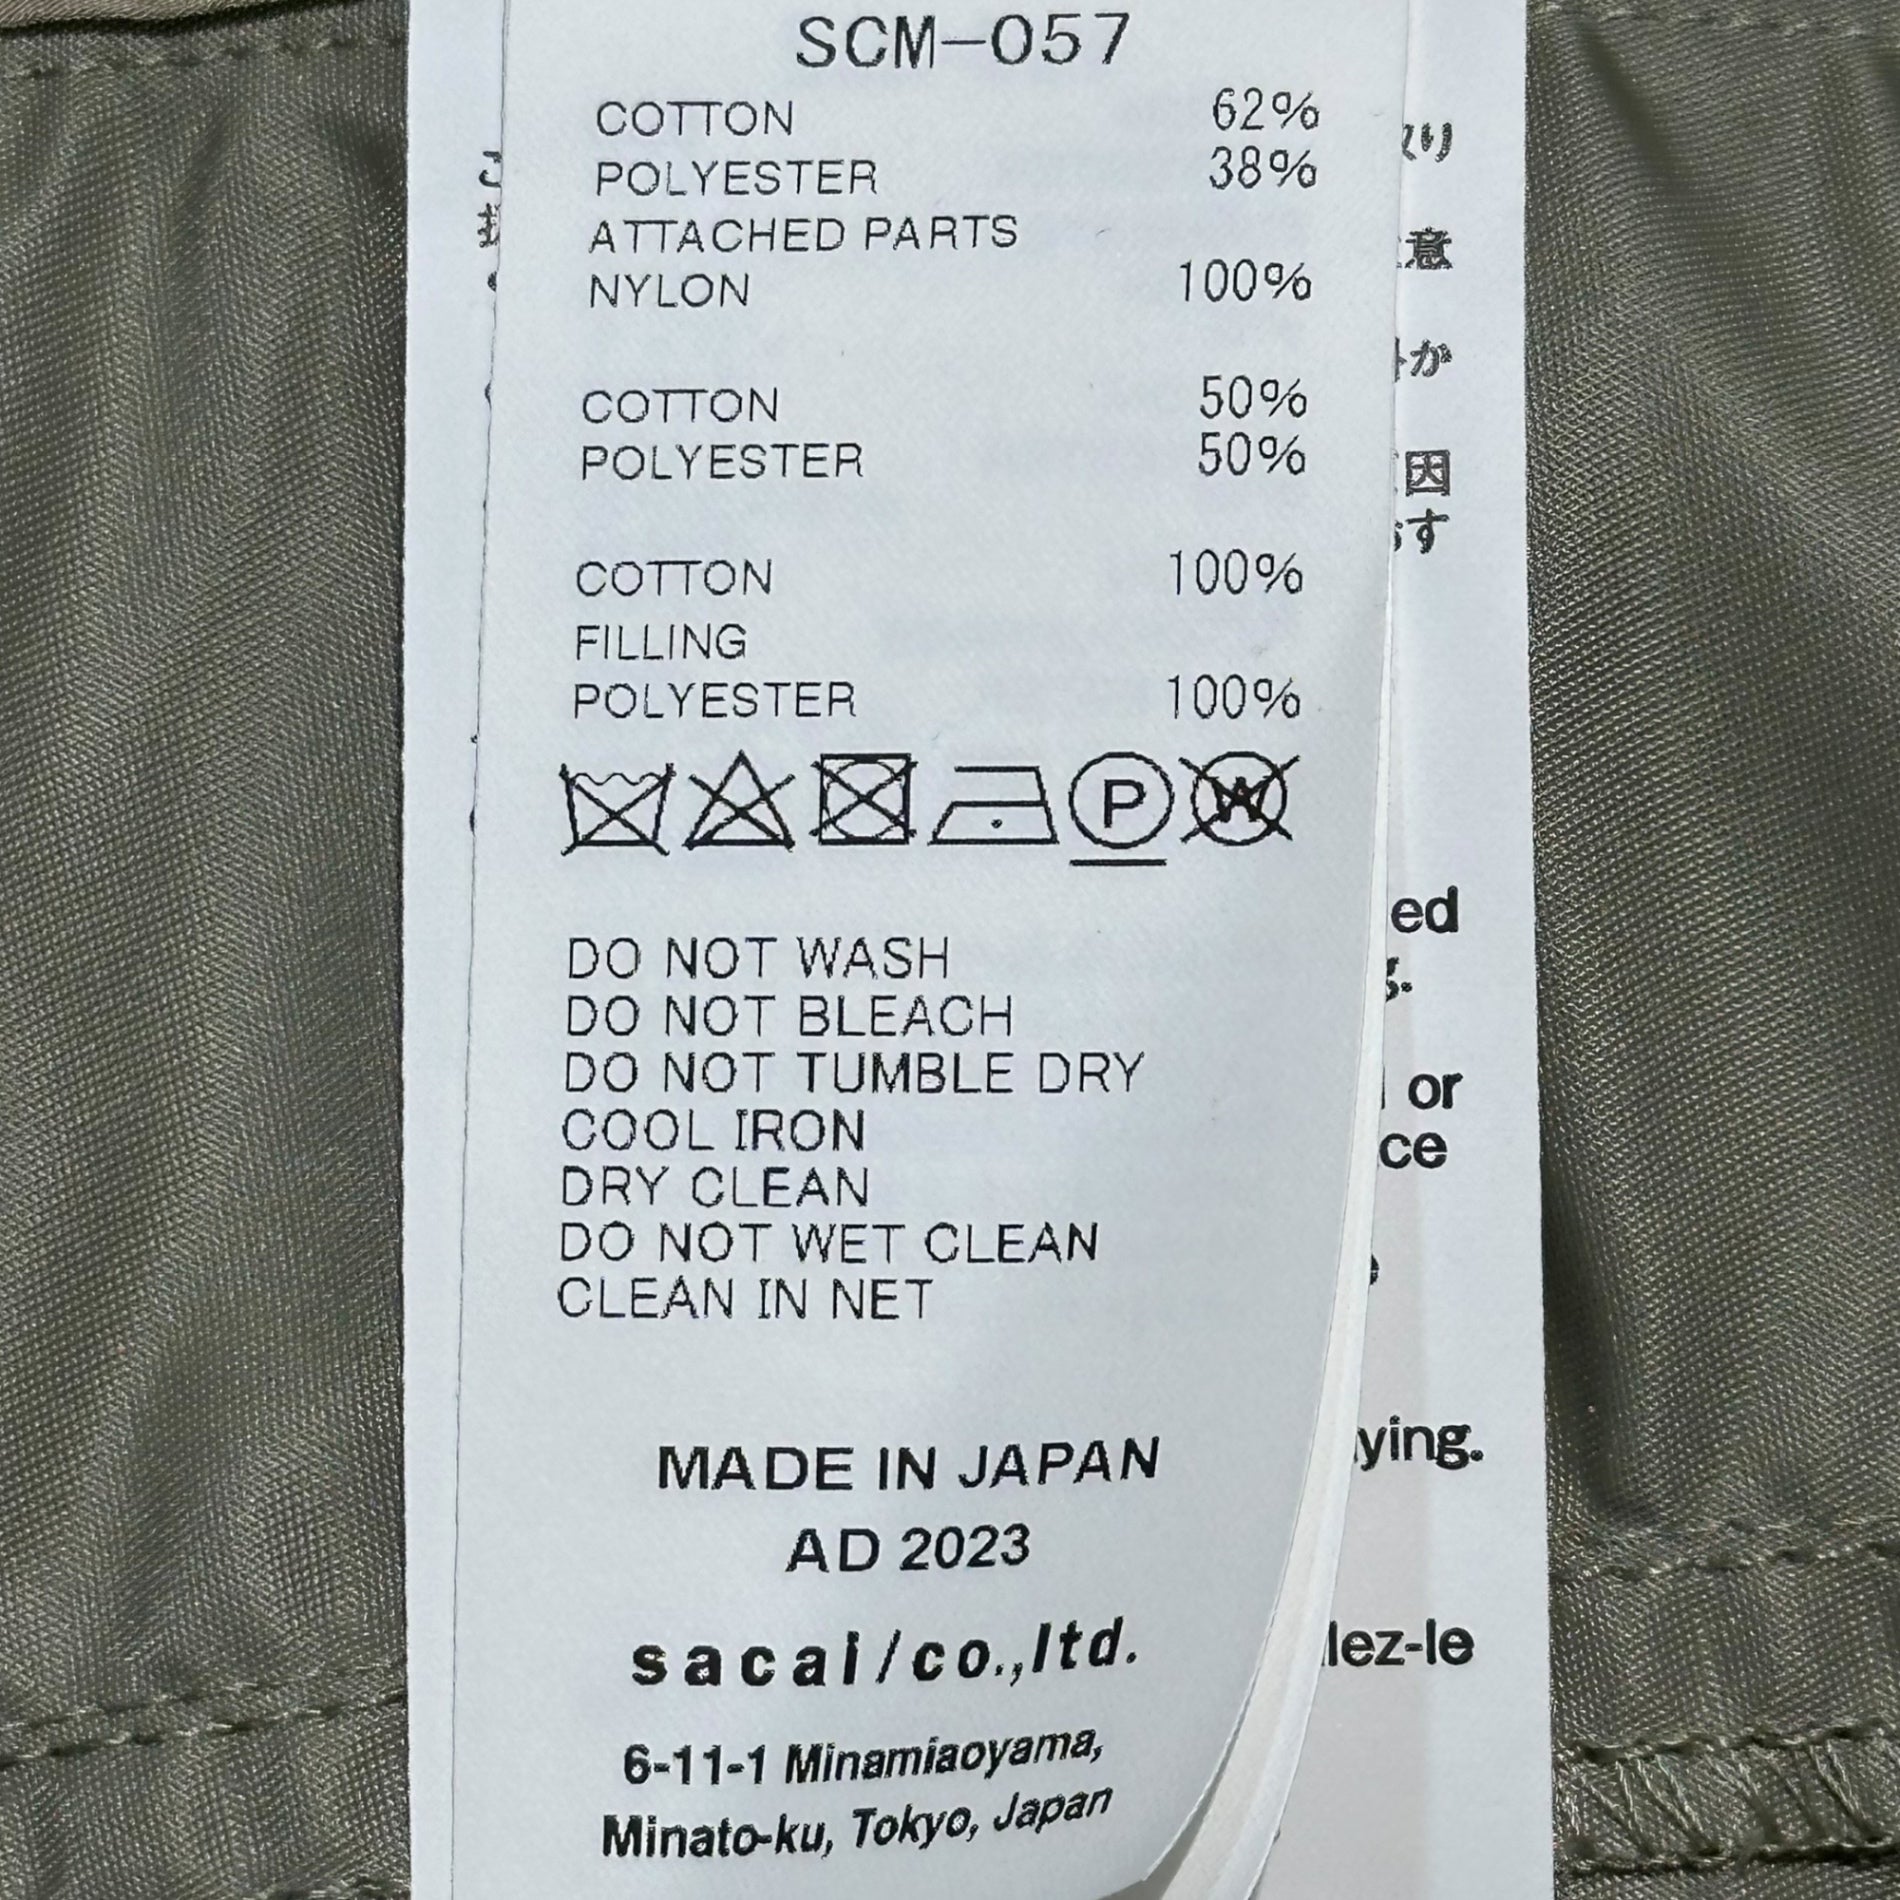 SCM-057
COTTON 62%
POLYESTER 38%
ATTACHED PARTS
NYLON 100%
COTTON 50%
POLYESTER 50%
COTTON 100%
FILLING
POLYESTER 100%
P W
DO NOT WASH
DO NOT BLEACH
DO NOT TUMBLE DRY
COOL IRON
DRY CLEAN
DO NOT WET CLEAN
CLEAN IN NET
MADE IN JAPAN
AD 2023
sacai/co.,ltd.
6-11-1 Minamiaoyama,
Minato-ku, Tokyo, Japan
り
意
か
因
す
ed
or
ce
ying.
lez-le